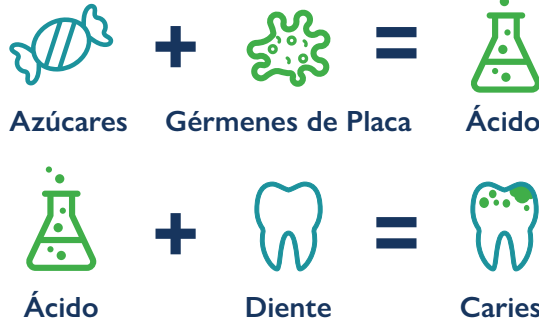 Azúcares + Gérmenes de Placa = Ácido
Ácido + Diente = Caries